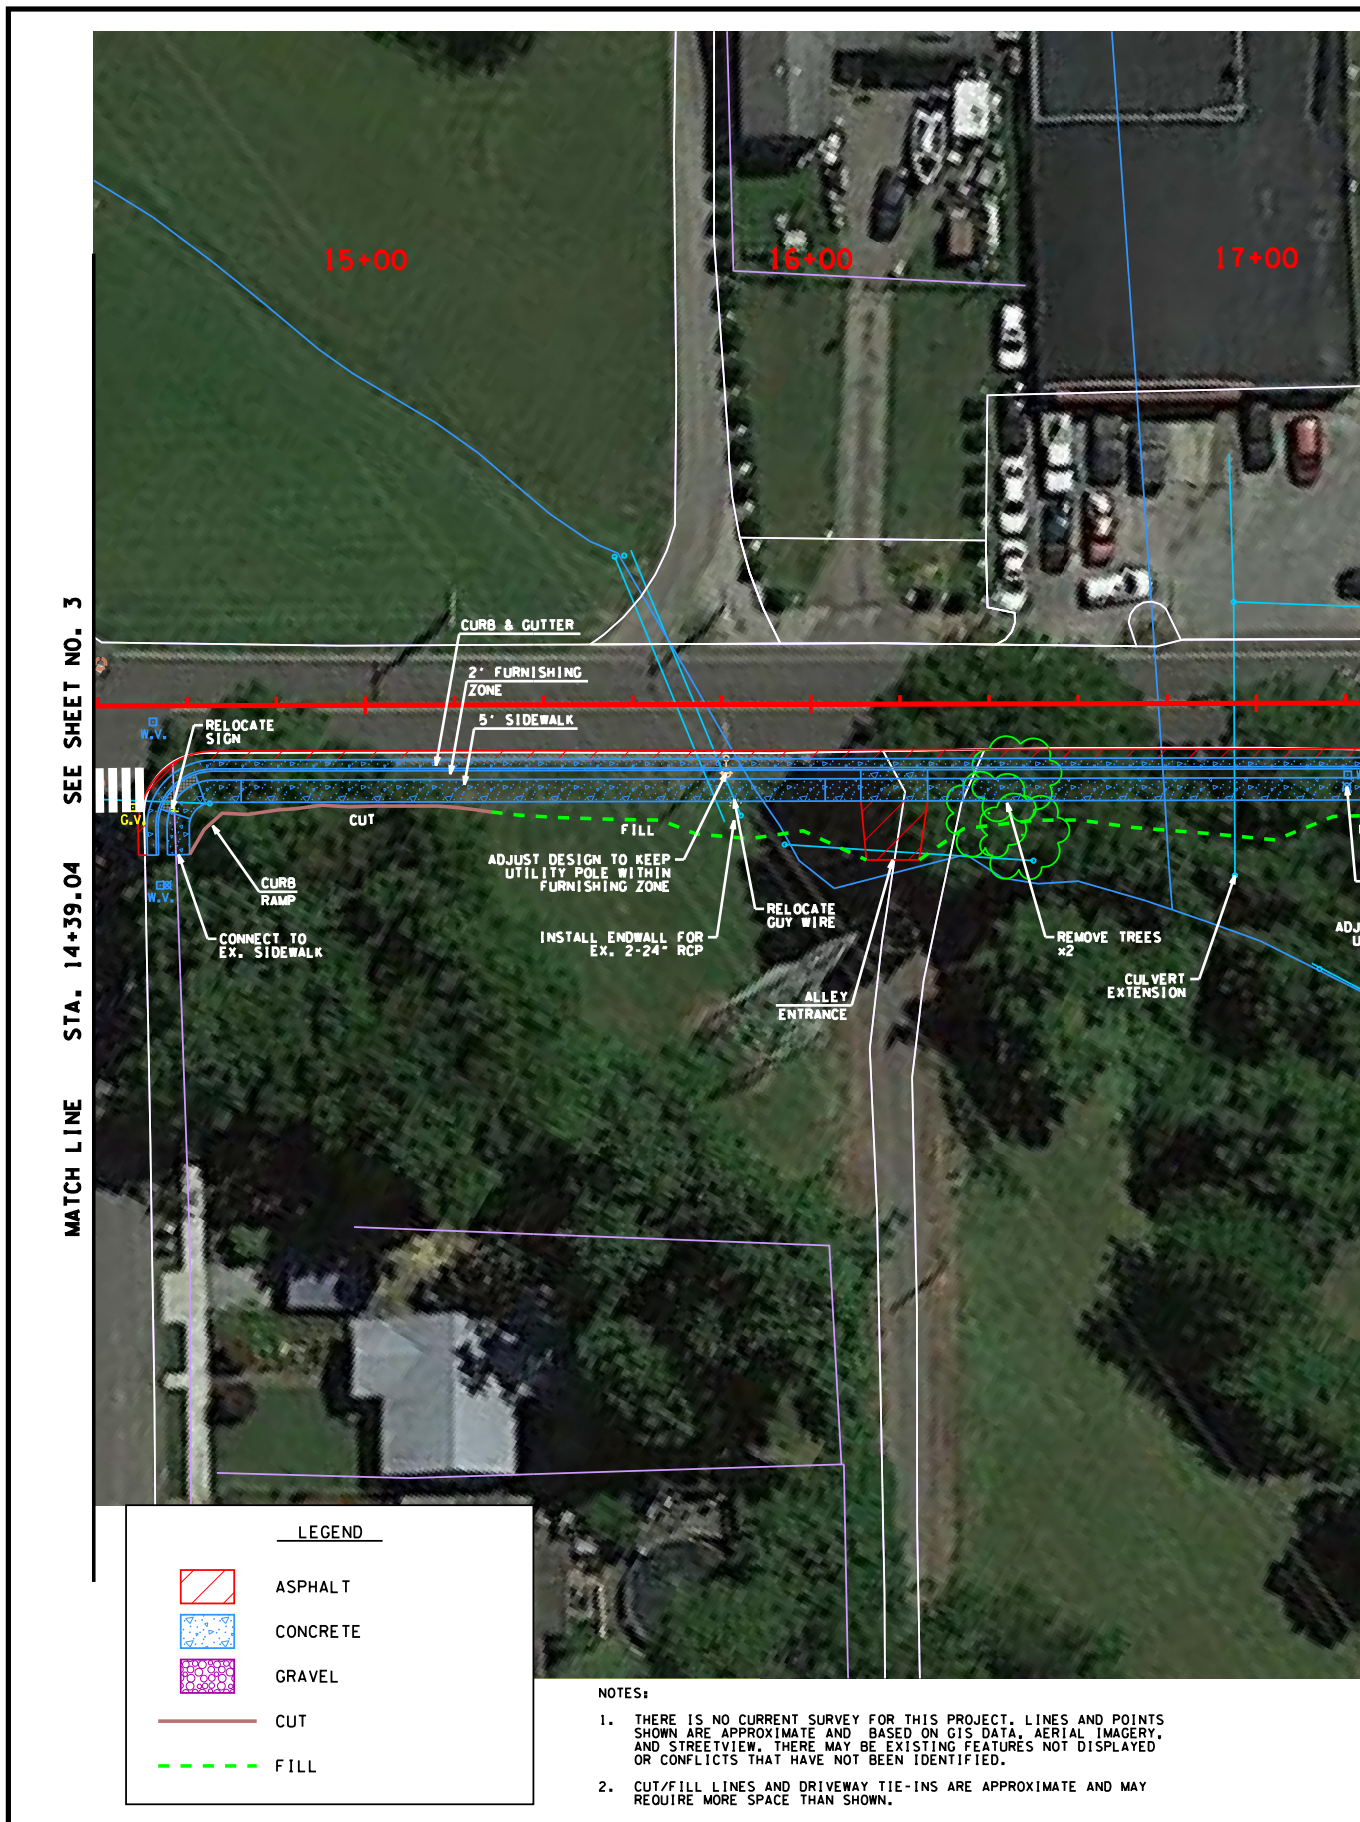 15+00
16+00
17+00
MATCH LINE STA. 14+39.04 SEE SHEET NO. 3
CURB & GUTTER
2' FURNISHING
ZONE
5' SIDEWALK
RELOCATE
SIGN
W.V.
G.V.
W.V.
CUT
FILL
CURB
RAMP
CONNECT TO
EX. SIDEWALK
ADJUST DESIGN TO KEEP
UTILITY POLE WITHIN
FURNISHING ZONE
RELOCATE
GUY WIRE
INSTALL ENDWALL FOR
EX. 2-24" RCP
ALLEY
ENTRANCE
REMOVE TREES
x2
CULVERT
EXTENSION
LEGEND
ASPHALT
CONCRETE
GRAVEL
CUT
FILL
NOTES:
1. THERE IS NO CURRENT SURVEY FOR THIS PROJECT. LINES AND POINTS
SHOWN ARE APPROXIMATE AND BASED ON GIS DATA, AERIAL IMAGERY,
AND STREETVIEW. THERE MAY BE EXISTING FEATURES NOT DISPLAYED
OR CONFLICTS THAT HAVE NOT BEEN IDENTIFIED.
2. CUT/FILL LINES AND DRIVEWAY TIE-INS ARE APPROXIMATE AND MAY
REQUIRE MORE SPACE THAN SHOWN.